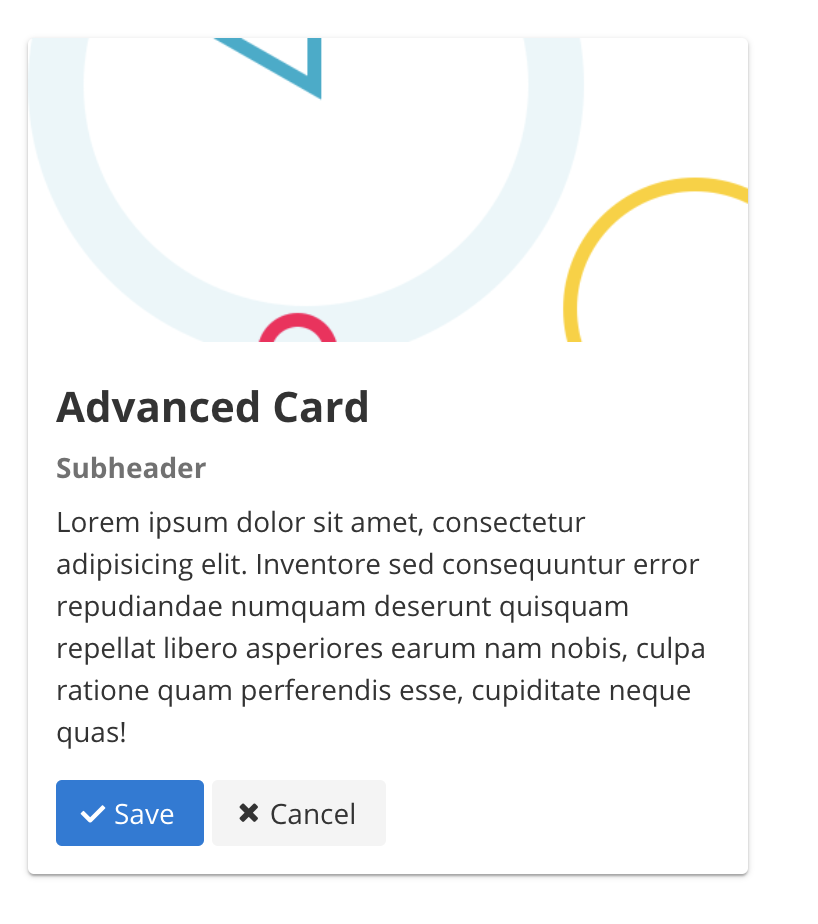 Advanced Card
Subheader
Lorem ipsum dolor sit amet, consectetur
adipisicing elit. Inventore sed consequuntur error
repudiandae numquam deserunt quisquam
repellat libero asperiores earum nam nobis, culpa
ratione quam perferendis esse, cupiditate neque
quas!
Save Cancel